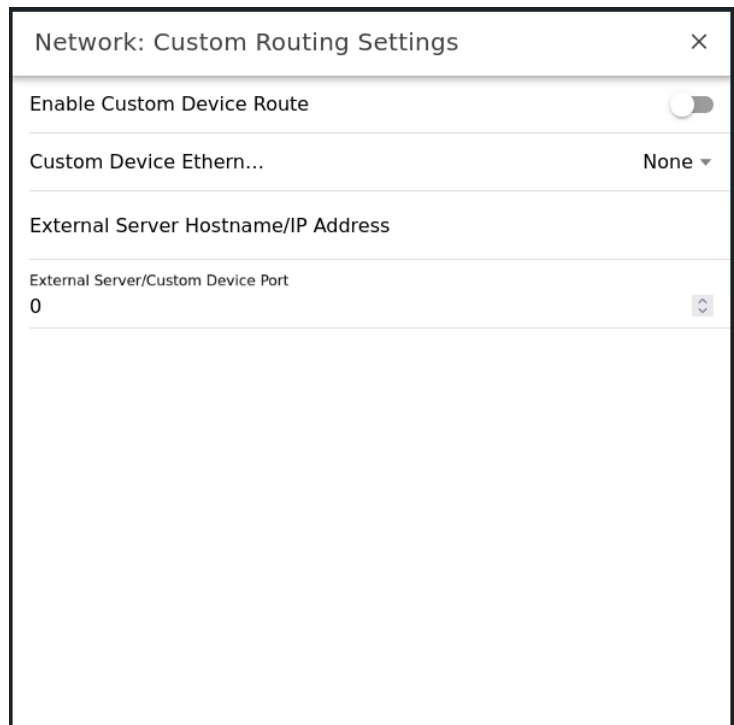 Network: Custom Routing Settings
Enable Custom Device Route
Custom Device Ethern...
None
External Server Hostname/IP Address
External Server/Custom Device Port
0